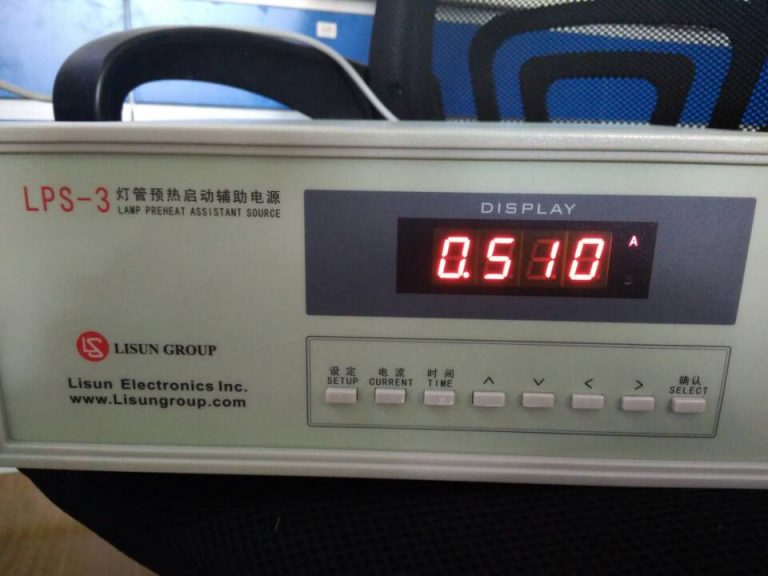 LPS-3
灯管预热启动辅助电源
LAMP PREHEAT ASSISTANT SOURCE
DISPLAY
0.510
A
LISUN GROUP
Lisun Electronics Inc.
www.Lisungroup.com
设定
SETUP
电流
CURRENT
时间
TIME
确认
SELECT